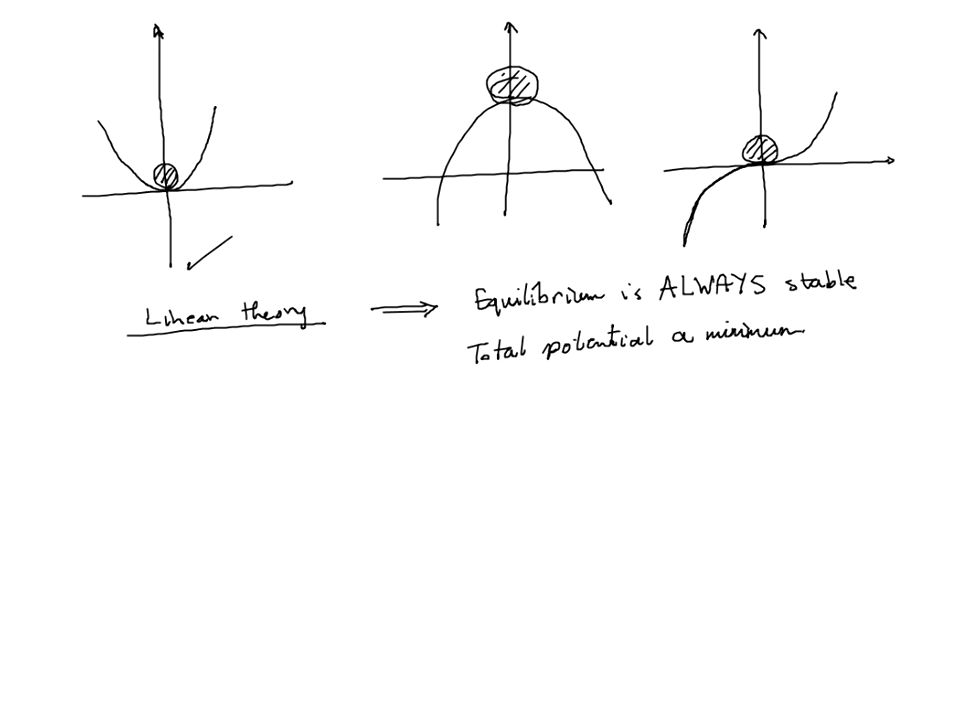 Linear theory ⟹ Equilibrium is ALWAYS stable
Total potential a minimum